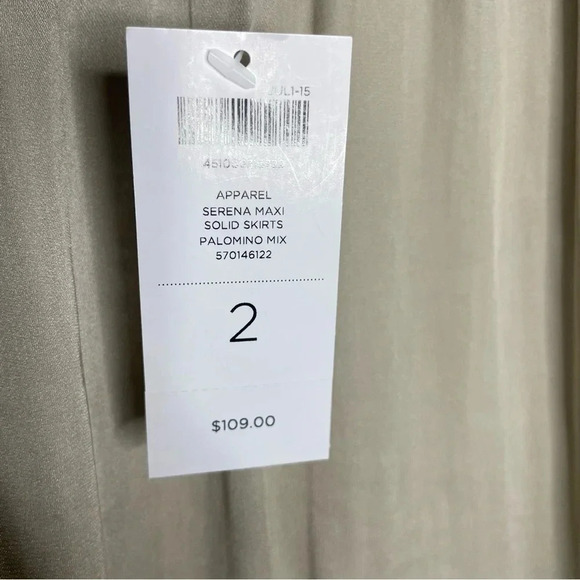 APPAREL
SERENA MAXI
SOLID SKIRTS
PALOMINO MIX
570146122
2
$109.00